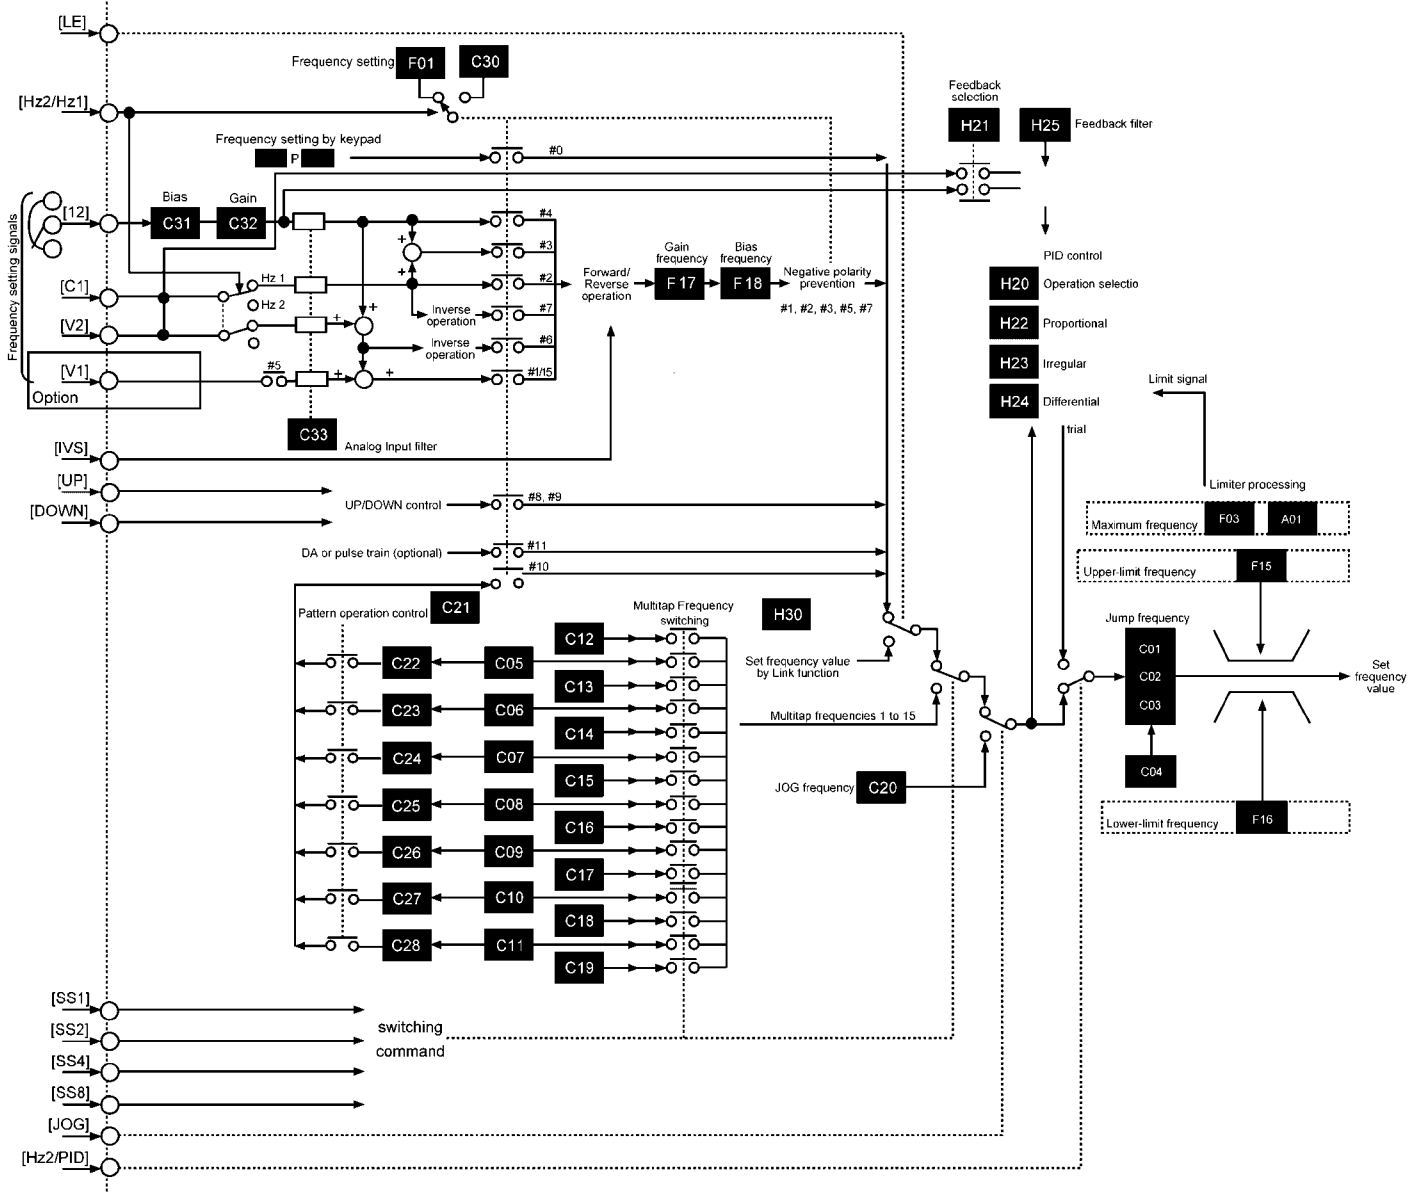 [LE]
Frequency setting
F01
C30
[Hz2/Hz1]
Feedback
selection
H21
H25
Feedback filter
Frequency setting by keypad
P
#0
Frequency setting signals
[12]
Bias
C31
Gain
C32
#4
+
+
#3
Hz 1
#2
[C1]
Hz 2
+
+
Inverse
operation
#7
[V2]
Inverse
operation
#6
[V1]
Option
#5
+
+
#1/15
C33
Analog Input filter
Forward/
Reverse
operation
Gain
frequency
F 17
Bias
frequency
F18
Negative polarity
prevention
#1, #2, #3, #5, #7
PID control
H20
Operation selectio
H22
Proportional
H23
Irregular
H24
Differential
trial
Limit signal
Limiter processing
Maximum frequency
F03
A01
Upper-limit frequency
F15
[IVS]
[UP]
[DOWN]
UP/DOWN control
#8, #9
DA or pulse train (optional)
#11
#10
Pattern operation control
C21
Multitap Frequency
switching
H30
C12
C22
C05
C13
C23
C06
C14
C24
C07
C15
C25
C08
C16
C26
C09
C17
C27
C10
C18
C28
C11
C19
Set frequency value
by Link function
Multitap frequencies 1 to 15
JOG frequency
C20
Jump frequency
C01
C02
C03
C04
Set
frequency
value
Lower-limit frequency
F16
[SS1]
[SS2]
[SS4]
[SS8]
switching
command
[JOG]
[Hz2/PID]